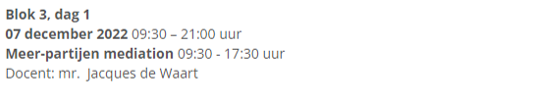 Blok 3, dag 1
07 december 2022 09:30 – 21:00 uur
Meer-partijen mediation 09:30 - 17:30 uur
Docent: mr.  Jacques de Waart